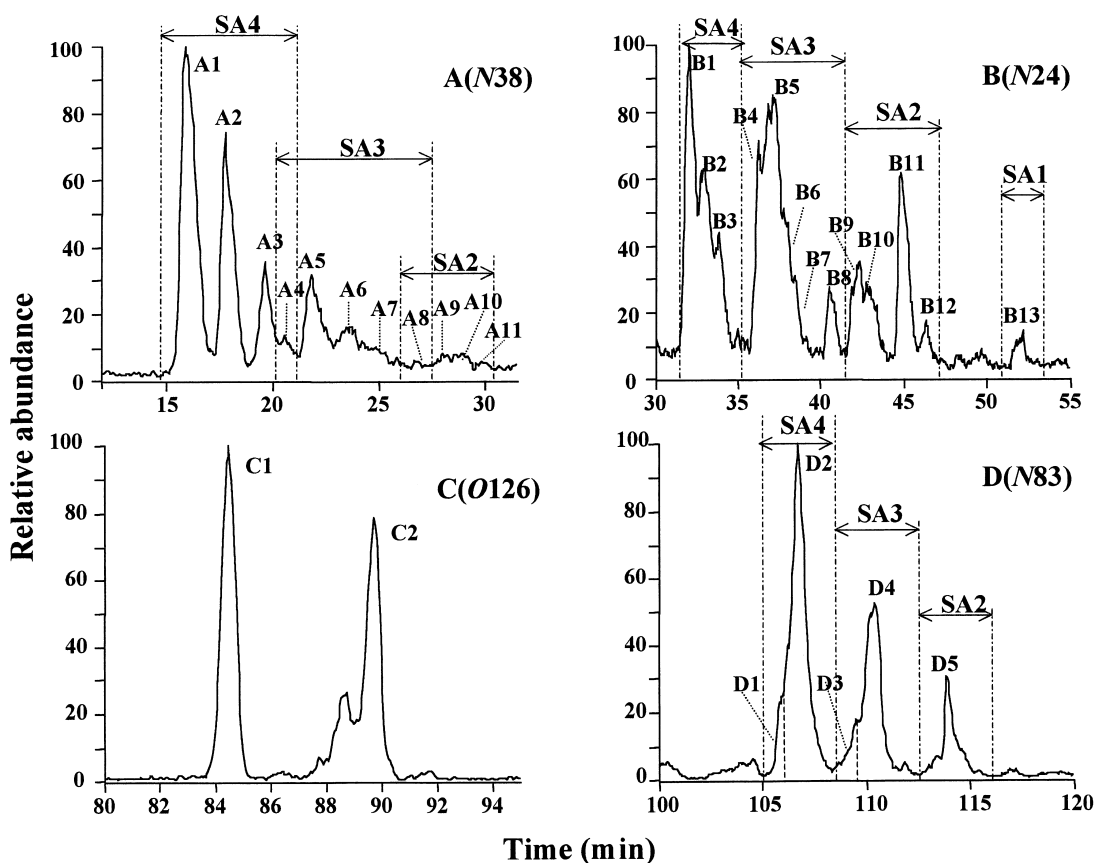 SA4
SA3
SA2
A(N38)
100
80
60
40
20
0
A1
A2
A3
A4
A5
A6
A7
A8
A9
A10
A11
15
20
25
30
SA4
SA3
SA2
SA1
B(N24)
100
80
60
40
20
0
B1
B2
B3
B4
B5
B6
B7
B8
B9
B10
B11
B12
B13
30
35
40
45
50
55
Relative abundance
C(O126)
100
80
60
40
20
0
C1
C2
80
82
84
86
88
90
92
94
SA4
SA3
SA2
D(N83)
100
80
60
40
20
0
D1
D2
D3
D4
D5
100
105
110
115
120
Time (min)